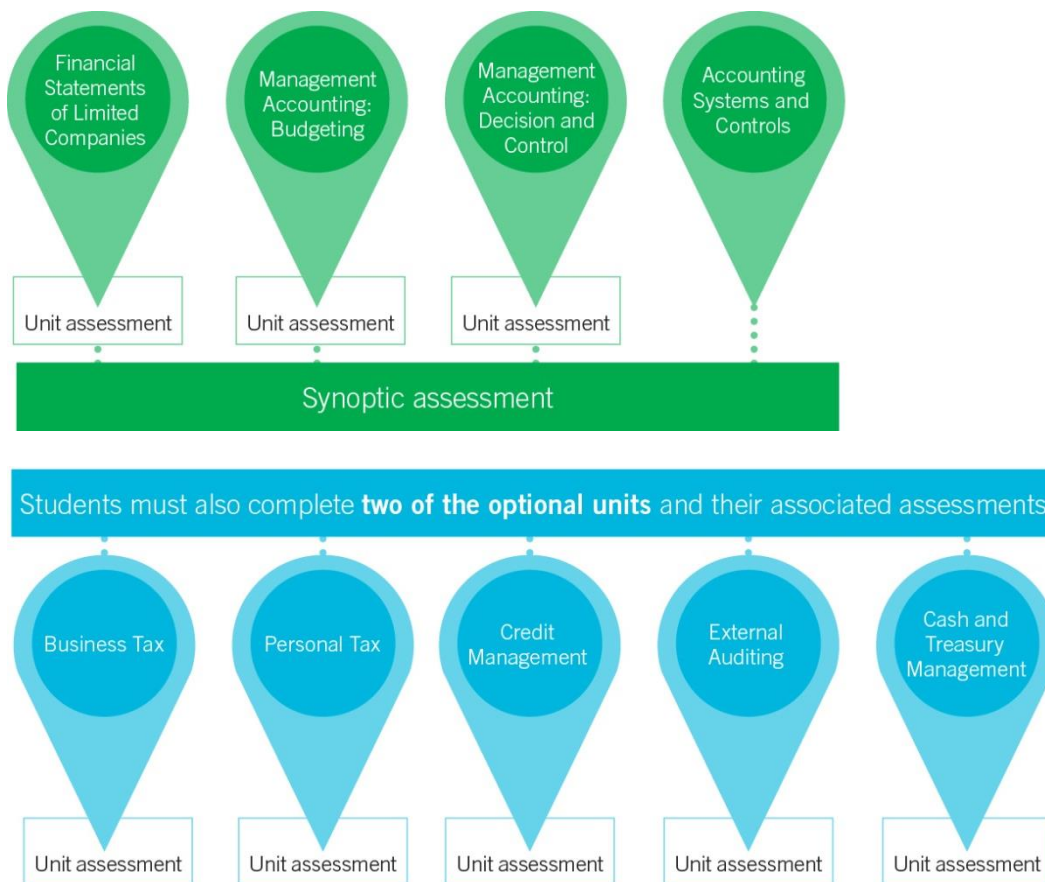 Financial
Statements
of Limited
Companies
Management
Accounting:
Budgeting
Management
Accounting:
Decision and
Control
Accounting
Systems and
Controls
Unit assessment
Unit assessment
Unit assessment
Synoptic assessment
Students must also complete two of the optional units and their associated assessments
Business Tax
Personal Tax
Credit
Management
External
Auditing
Cash and
Treasury
Management
Unit assessment
Unit assessment
Unit assessment
Unit assessment
Unit assessment